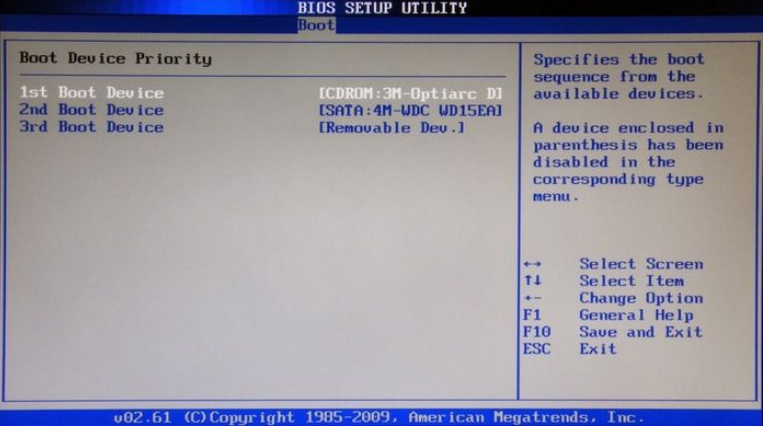 BIOS SETUP UTILITY
Boot
Boot Device Priority
1st Boot Device [CDROM:3M-Optiarc D]
2nd Boot Device [SATA:4M-WDC WD15EA]
3rd Boot Device [Removable Dev.]
Specifies the boot
sequence from the
available devices.
A device enclosed in
parenthesis has been
disabled in the
corresponding type
menu.
↔ Select Screen
↑↓ Select Item
+- Change Option
F1 General Help
F10 Save and Exit
ESC Exit
v02.61 (C)Copyright 1985-2009, American Megatrends, Inc.